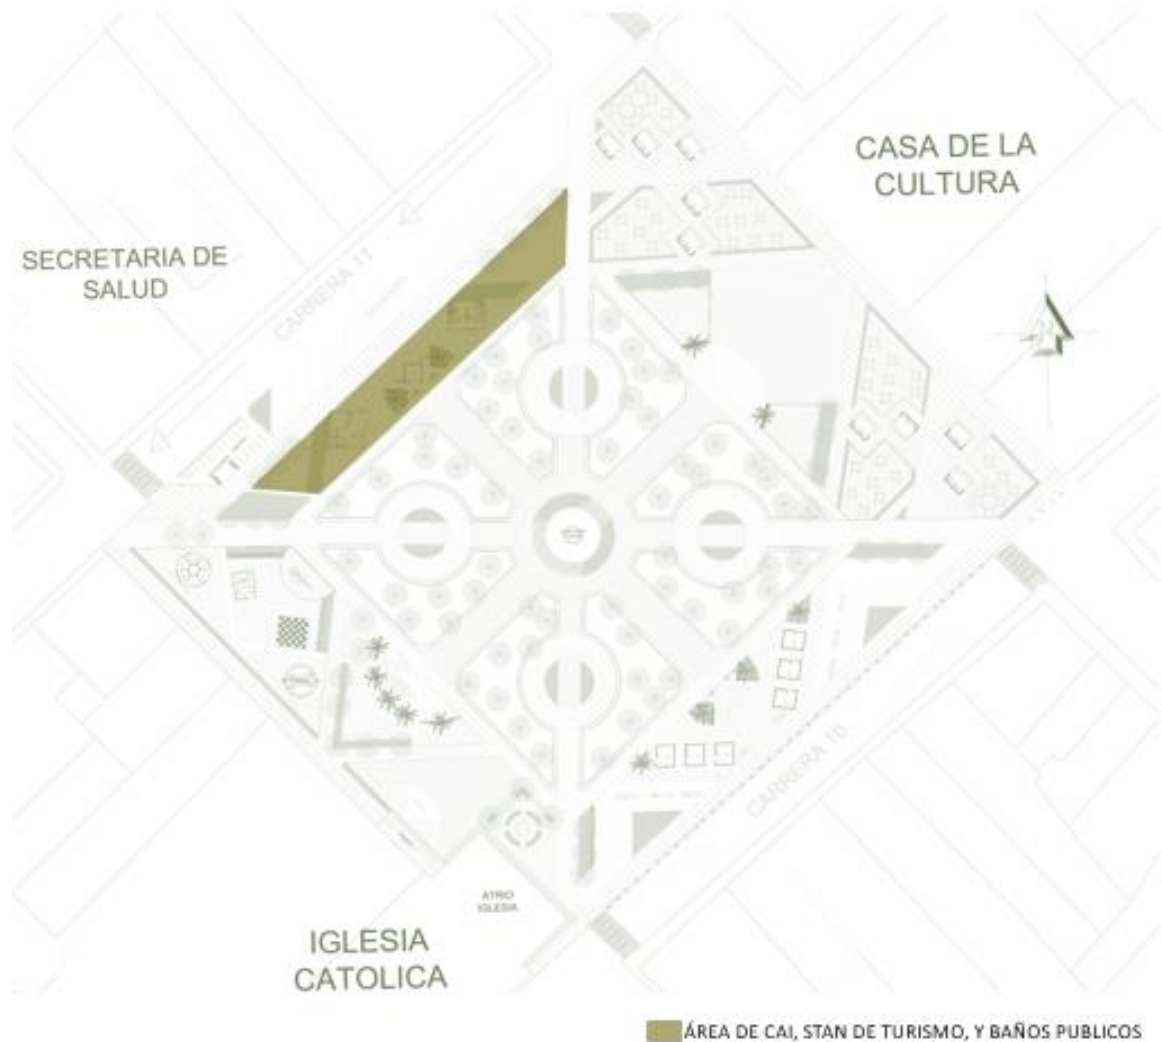 CASA DE LA
CULTURA
SECRETARIA DE
SALUD
CARRERA 11
CARRERA 10
ATRIO
IGLESIA
IGLESIA
CATOLICA
ÁREA DE CAI, STAN DE TURISMO, Y BAÑOS PUBLICOS